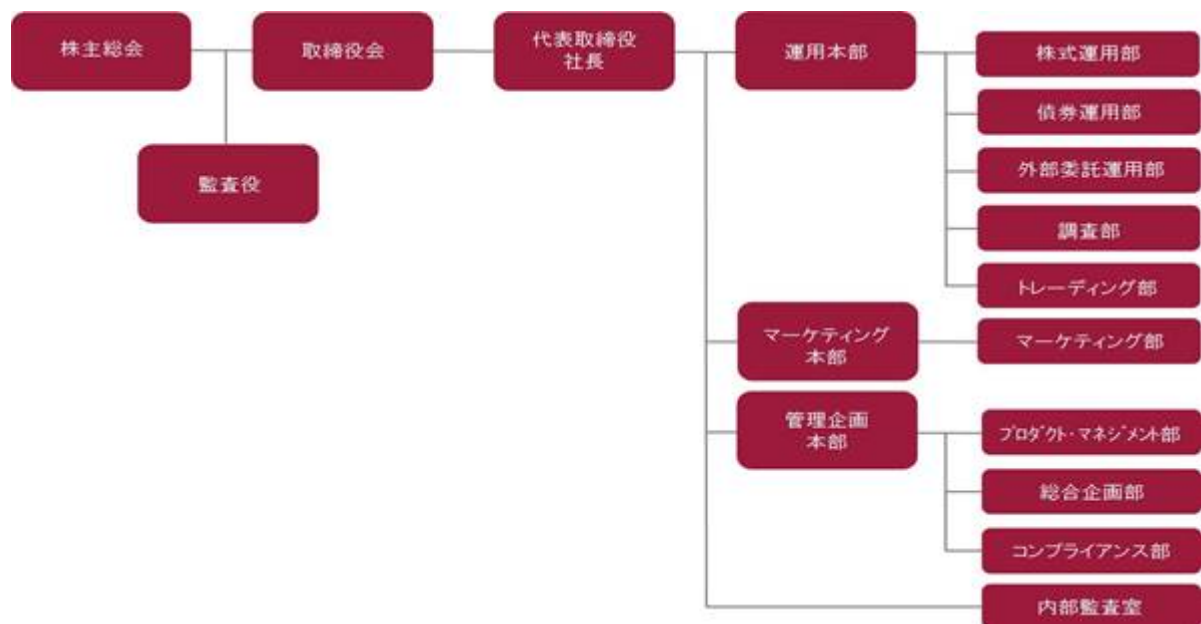 株主総会
取締役会
代表取締役
社長
運用本部
株式運用部
債券運用部
監査役
外部委託運用部
調査部
トレーディング部
マーケティング
本部
マーケティング部
管理企画
本部
プロダクト・マネジメント部
総合企画部
コンプライアンス部
内部監査室